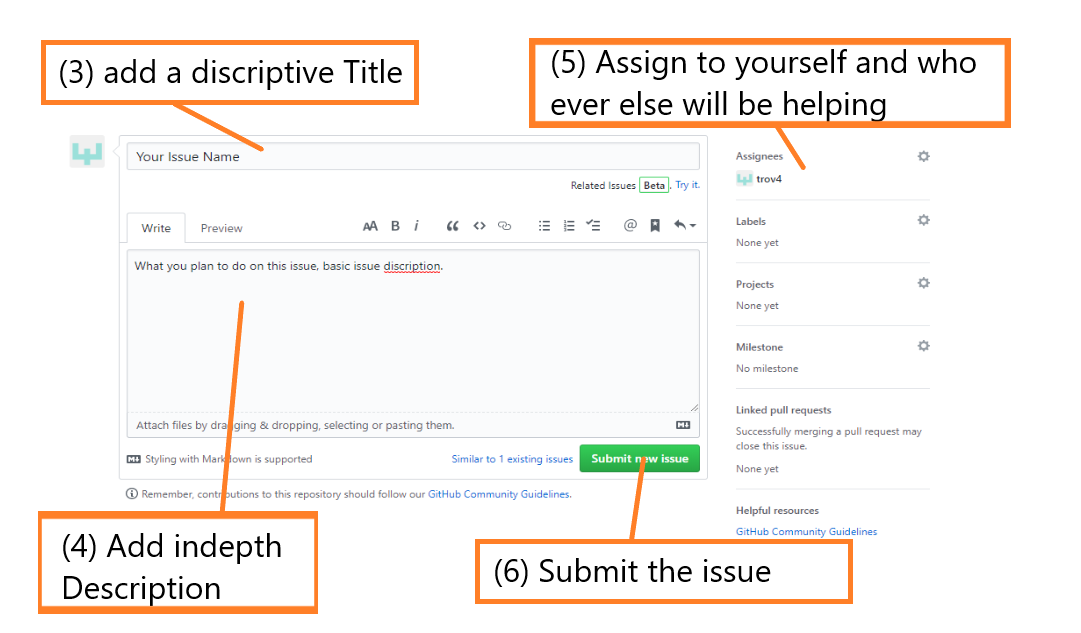 (3) add a discriptive Title
(5) Assign to yourself and who
ever else will be helping
Your Issue Name
Related Issues Beta . Try it.
Write Preview AA B i
What you plan to do on this issue, basic issue discription.
Attach files by dragging & dropping, selecting or pasting them.
Styling with Markdown is supported
Similar to 1 existing issues
Submit new issue
Remember, contributions to this repository should follow our GitHub Community Guidelines.
Assignees
trov4
Labels
None yet
Projects
None yet
Milestone
No milestone
Linked pull requests
Successfully merging a pull request may
close this issue.
None yet
Helpful resources
GitHub Community Guidelines
(4) Add indepth
Description
(6) Submit the issue